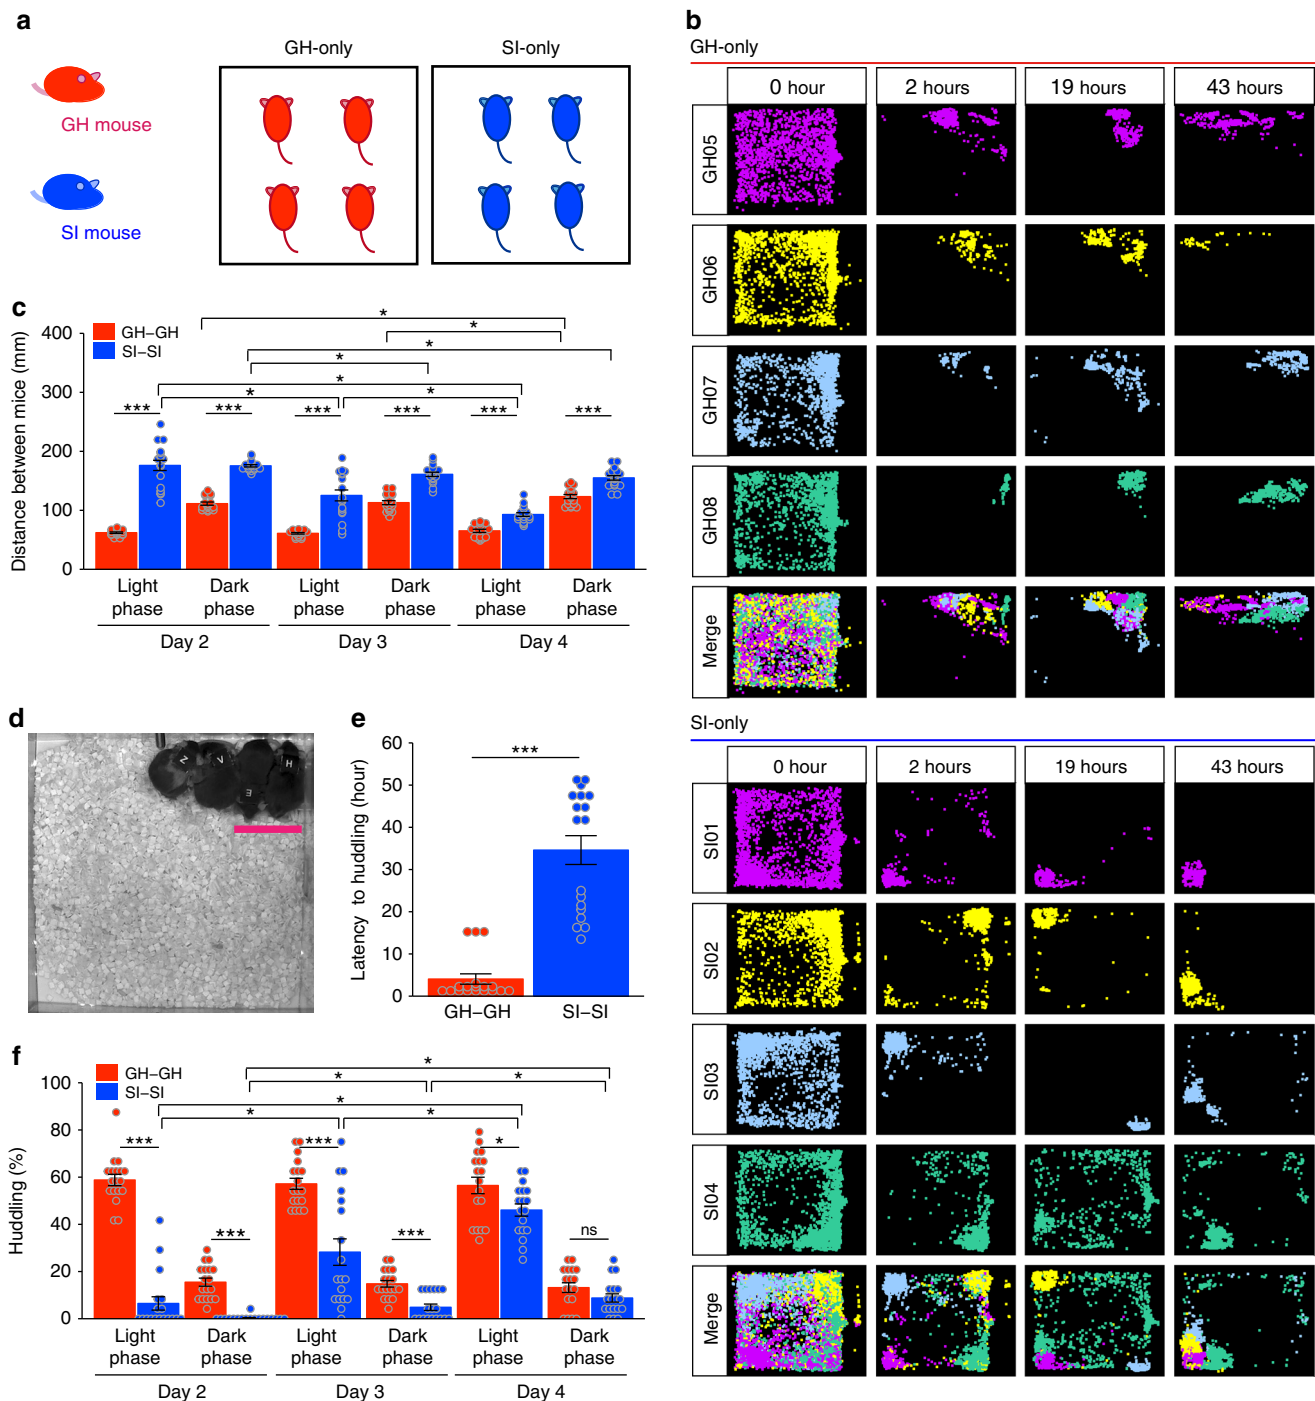 a
GH mouse
SI mouse
GH-only
SI-only
b
GH-only
0 hour
2 hours
19 hours
43 hours
GH05
GH06
GH07
GH08
Merge
SI-only
0 hour
2 hours
19 hours
43 hours
SI01
SI02
SI03
SI04
Merge
c
GH–GH
SI–SI
Distance between mice (mm)
400
300
200
100
0
*
*
*
*
*
*
*
***
***
***
***
***
***
Light phase
Dark phase
Light phase
Dark phase
Light phase
Dark phase
Day 2
Day 3
Day 4
d
Z
V
H
E
e
Latency to huddling (hour)
60
50
40
30
20
10
0
***
GH–GH
SI–SI
f
GH–GH
SI–SI
Huddling (%)
100
80
60
40
20
0
*
*
*
*
*
*
***
***
***
***
*
ns
Light phase
Dark phase
Light phase
Dark phase
Light phase
Dark phase
Day 2
Day 3
Day 4